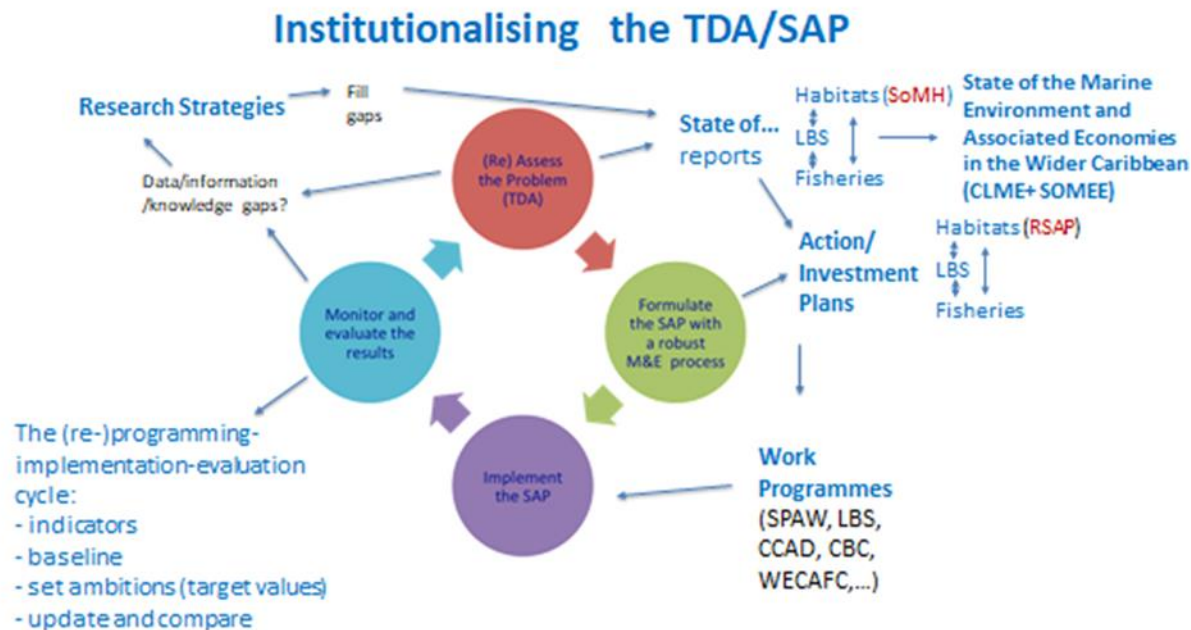 Institutionalising the TDA/SAP
Research Strategies
Fill
gaps
Data/information
/knowledge gaps?
(Re) Assess
the Problem
(TDA)
State of...
reports
Habitats (SoMH)
LBS
Fisheries
State of the Marine
Environment and
Associated Economies
in the Wider Caribbean
(CLME+ SOMEE)
Action/
Investment
Plans
Habitats (RSAP)
LBS
Fisheries
Monitor and
evaluate the
results
Formulate
the SAP with
a robust
M&E process
Implement
the SAP
The (re-)programming-
implementation-evaluation
cycle:
- indicators
- baseline
- set ambitions (target values)
- update and compare
Work
Programmes
(SPAW, LBS,
CCAD, CBC,
WECAFC,...)